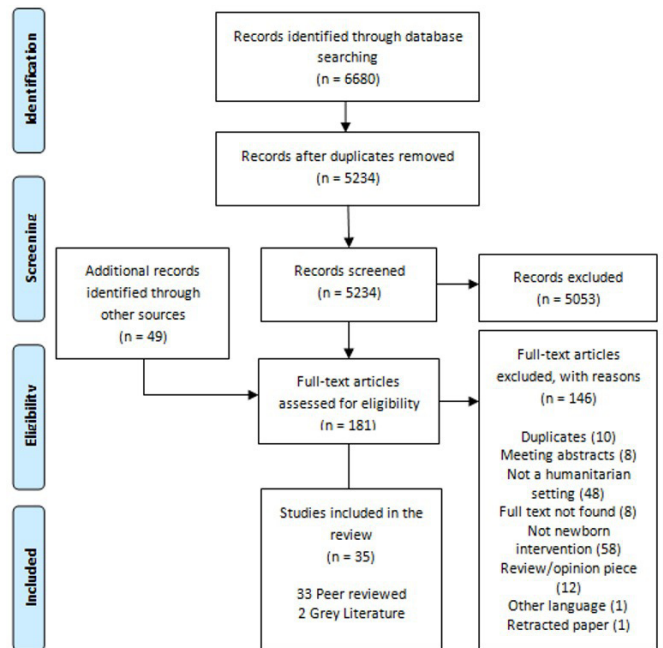 Identification
Records identified through database
searching
(n = 6680)
Records after duplicates removed
(n = 5234)
Screening
Additional records
identified through
other sources
(n = 49)
Records screened
(n = 5234)
Records excluded
(n = 5053)
Eligibility
Full-text articles
assessed for eligibility
(n = 181)
Full-text articles
excluded, with reasons
(n = 146)
Duplicates (10)
Meeting abstracts (8)
Not a humanitarian
setting (48)
Full text not found (8)
Not newborn
intervention (58)
Review/opinion piece
(12)
Other language (1)
Retracted paper (1)
Included
Studies included in the
review
(n = 35)
33 Peer reviewed
2 Grey Literature